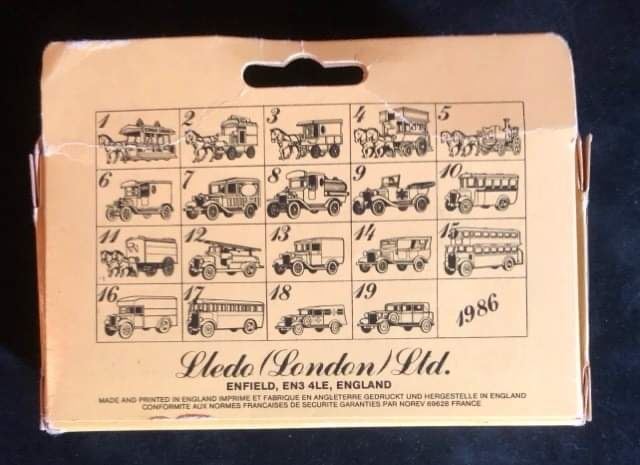 1 2 3 4 5
6 7 8 9 10
11 12 13 14 15
16 17 18 19 1986
Lledo (London) Ltd.
ENFIELD, EN3 4LE, ENGLAND
MADE AND PRINTED IN ENGLAND IMPRIME ET FABRIQUE EN ANGLETERRE GEDRUCKT UND HERGESTELLE IN ENGLAND
CONFORMITE AUX NORMES FRANCAISES DE SECURITE GARANTIES PAR NOREV 69628 FRANCE